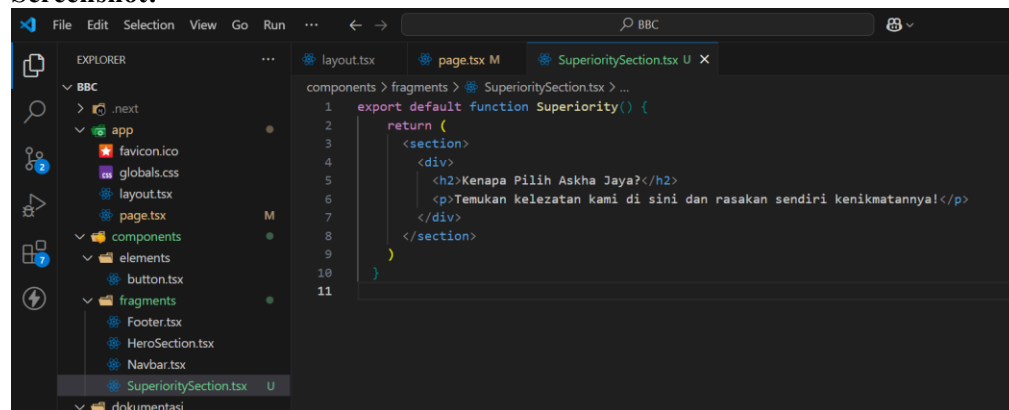 Screenshot:
File Edit Selection View Go Run ... BBC
EXPLORER ...
layout.tsx page.tsx M SuperioritySection.tsx U
BBC
.next
app
favicon.ico
globals.css
layout.tsx
page.tsx M
components
elements
button.tsx
fragments
Footer.tsx
HeroSection.tsx
Navbar.tsx
SuperioritySection.tsx U
dokumentasi
2
7
components > fragments > SuperioritySection.tsx > ...
1 export default function Superiority() {
2 return (
3 <section>
4 <div>
5 <h2>Kenapa Pilih Askha Jaya?</h2>
6 <p>Temukan kelezatan kami di sini dan rasakan sendiri kenikmatannya!</p>
7 </div>
8 </section>
9 )
10 }
11